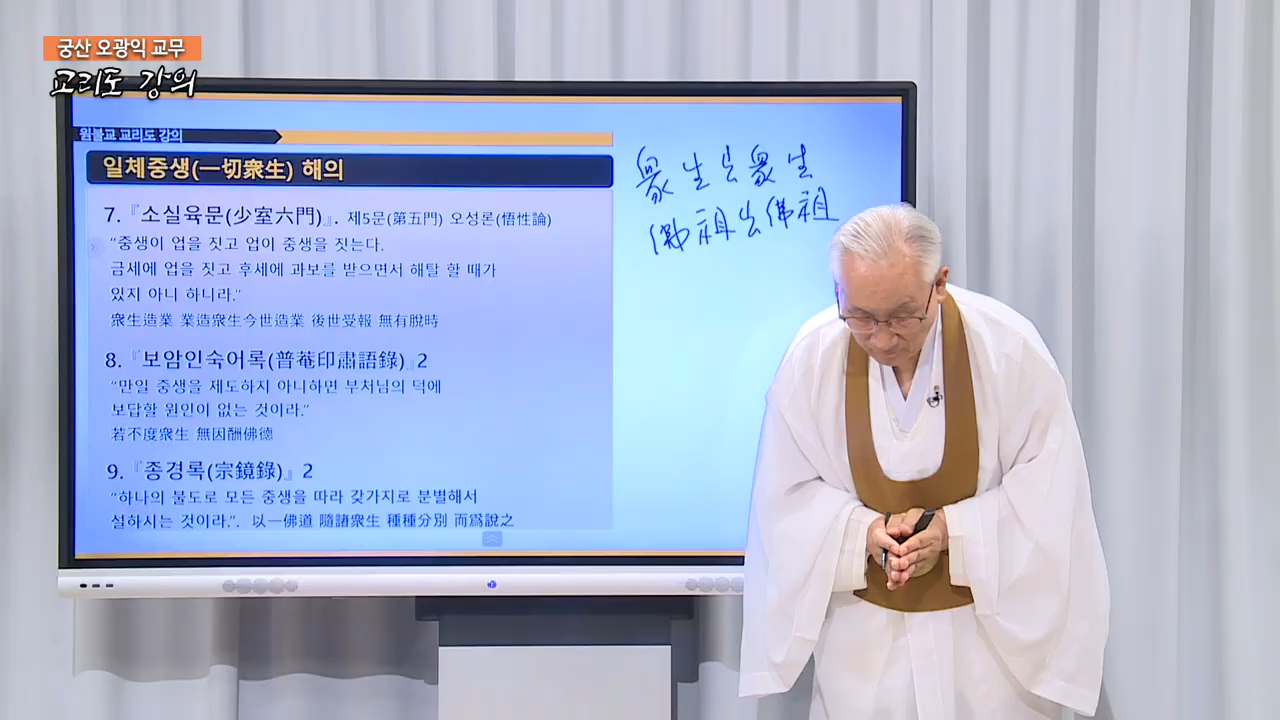 궁산 오광익 교무
교리도 강의
원불교 교리도 강의
일체중생(一切衆生) 해의
7.『소실육문(少室六門)』. 제5문(第五門) 오성론(悟性論)
“중생이 업을 짓고 업이 중생을 짓는다.
금세에 업을 짓고 후세에 과보를 받으면서 해탈 할 때가
있지 아니 하니라.”
衆生造業 業造衆生今世造業 後世受報 無有脫時
8.『보암인숙어록(普菴印肅語錄)』2
“만일 중생을 제도하지 아니하면 부처님의 덕에
보답할 원인이 없는 것이라.”
若不度衆生 無因酬佛德
9.『종경록(宗鏡錄)』2
“하나의 불도로 모든 중생을 따라 갖가지로 분별해서
설하시는 것이라.”. 以一佛道 隨諸衆生 種種分別 而爲說之
衆生出衆生
佛祖出佛祖